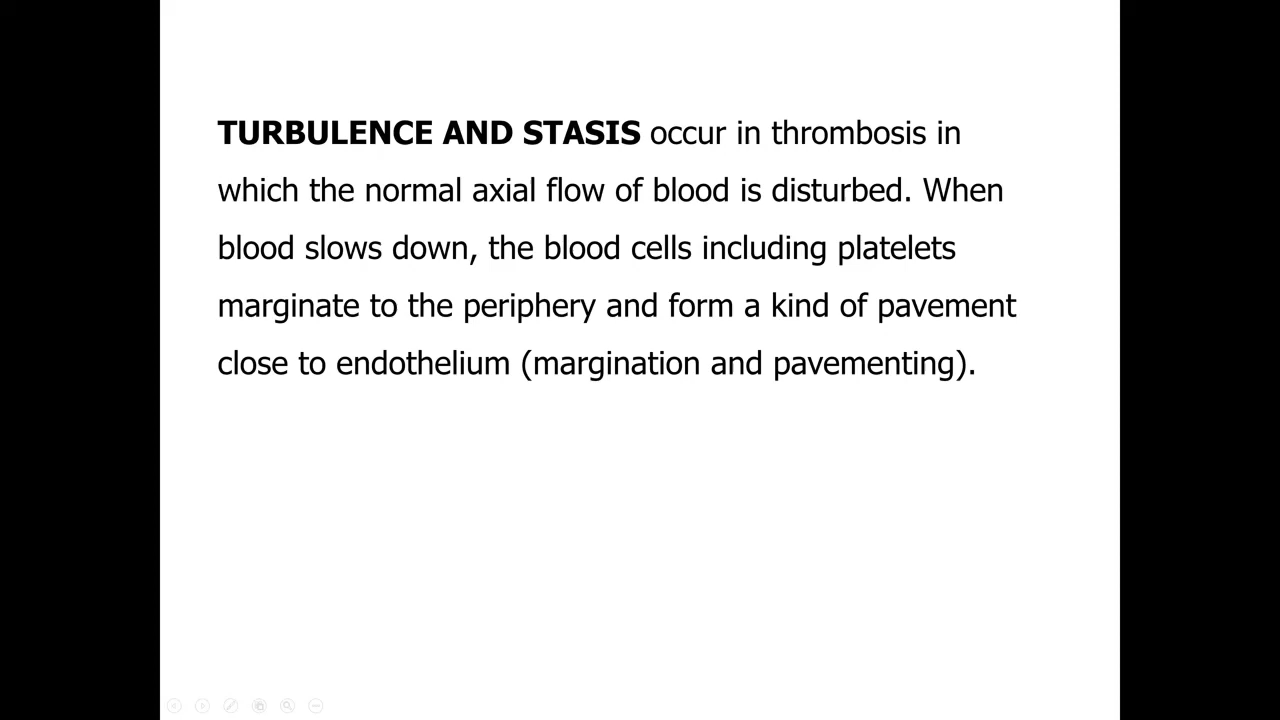 TURBULENCE AND STASIS occur in thrombosis in
which the normal axial flow of blood is disturbed. When
blood slows down, the blood cells including platelets
marginate to the periphery and form a kind of pavement
close to endothelium (margination and pavementing).